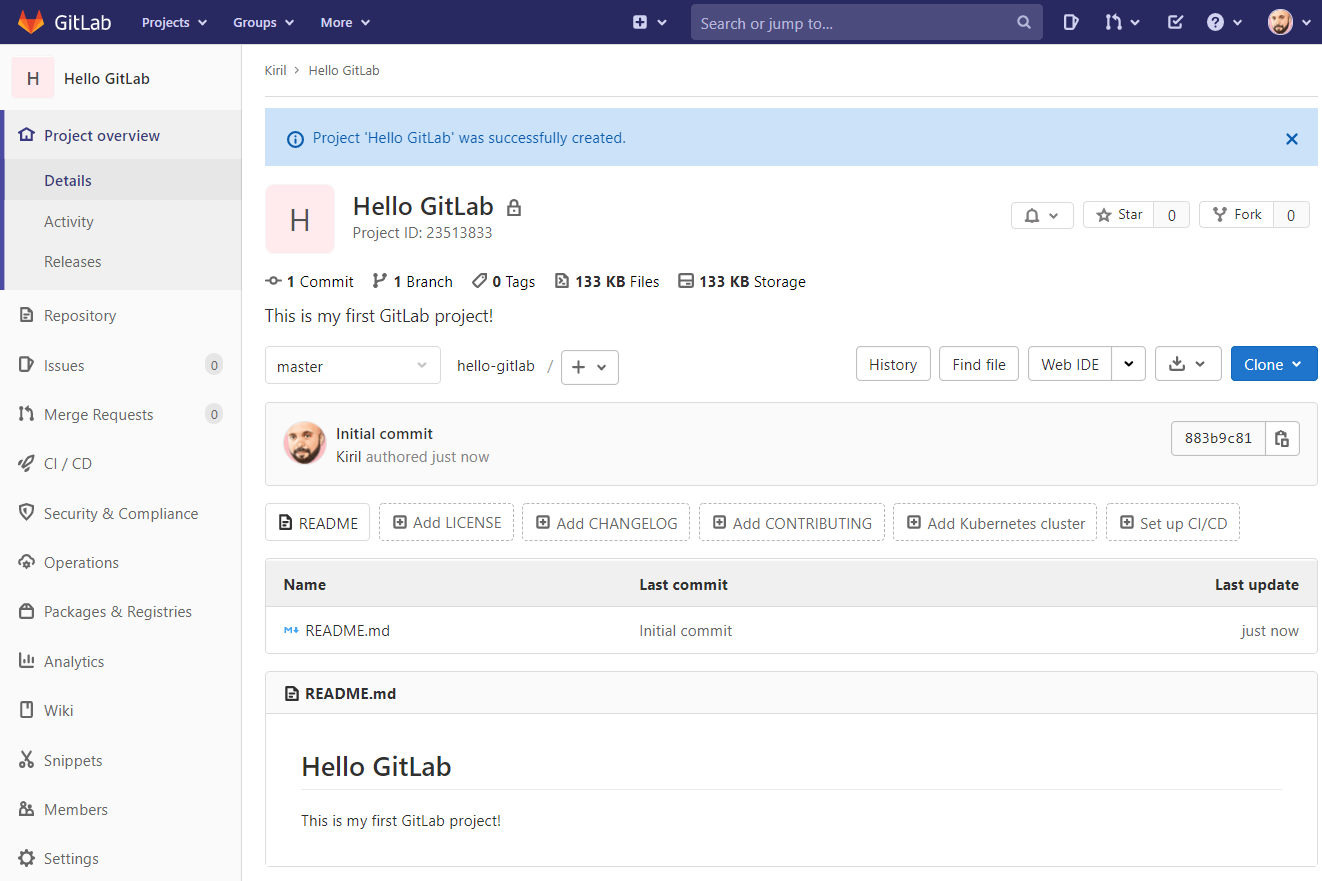 GitLab Projects Groups More Search or jump to...
H Hello GitLab
Project overview
Details
Activity
Releases
Repository
Issues 0
Merge Requests 0
CI / CD
Security & Compliance
Operations
Packages & Registries
Analytics
Wiki
Snippets
Members
Settings
Kiril > Hello GitLab
Project 'Hello GitLab' was successfully created.
H
Hello GitLab
Project ID: 23513833
Star 0 Fork 0
1 Commit 1 Branch 0 Tags 133 KB Files 133 KB Storage
This is my first GitLab project!
master hello-gitlab / + History Find file Web IDE Clone
Initial commit
Kiril authored just now
883b9c81
README Add LICENSE Add CHANGELOG Add CONTRIBUTING Add Kubernetes cluster Set up CI/CD
Name Last commit Last update
M↓ README.md Initial commit just now
README.md
Hello GitLab
This is my first GitLab project!